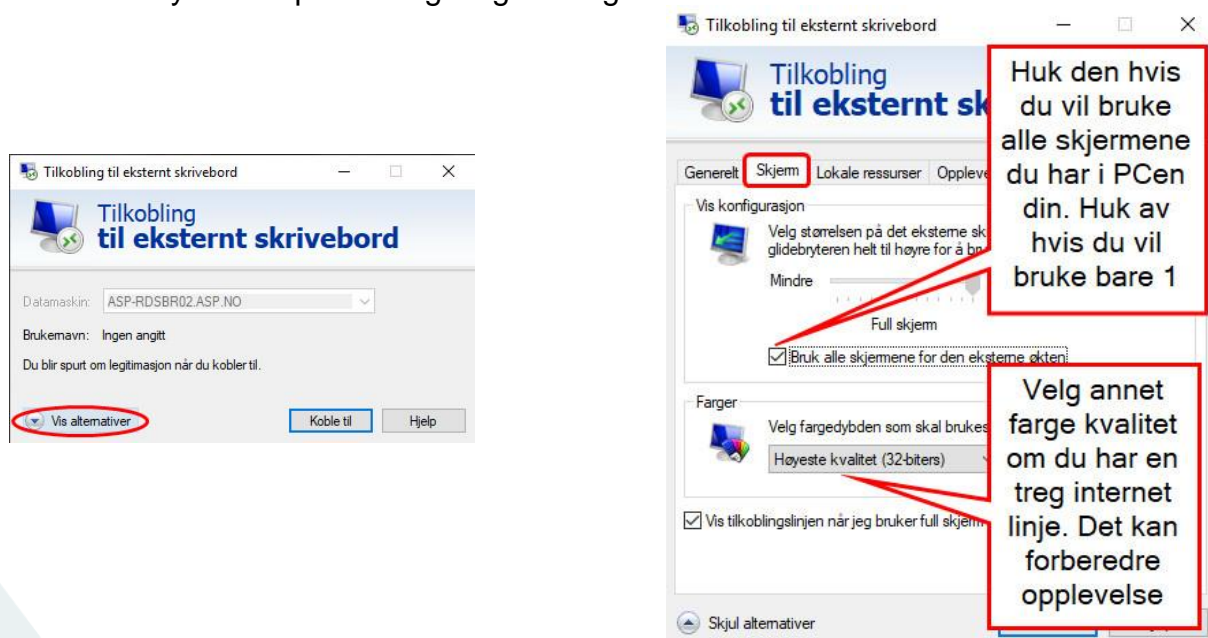 Tilkobling til eksternt skrivebord
Tilkobling
til eksternt skrivebord
Datamaskin: ASP-RDSBR02.ASP.NO
Brukernavn: Ingen angitt
Du blir spurt om legitimasjon når du kobler til.
Vis alternativer
Koble til
Hjelp
Tilkobling til eksternt skrivebord
Tilkobling
til eksternt sk
Generelt Skjerm Lokale ressurser Oppleve
Vis konfigurasjon
Velg størrelsen på det eksterne sk
glidebryteren helt til høyre for å br
Mindre
Full skjerm
Bruk alle skjermene for den eksterne økten
Farger
Velg fargedybden som skal brukes
Høyeste kvalitet (32-biters)
Vis tilkoblingslinjen når jeg bruker full skjerm
Skjul alternativer
Huk den hvis
du vil bruke
alle skjermene
du har i PCen
din. Huk av
hvis du vil
bruke bare 1
Velg annet
farge kvalitet
om du har en
treg internet
linje. Det kan
forberedre
opplevelse